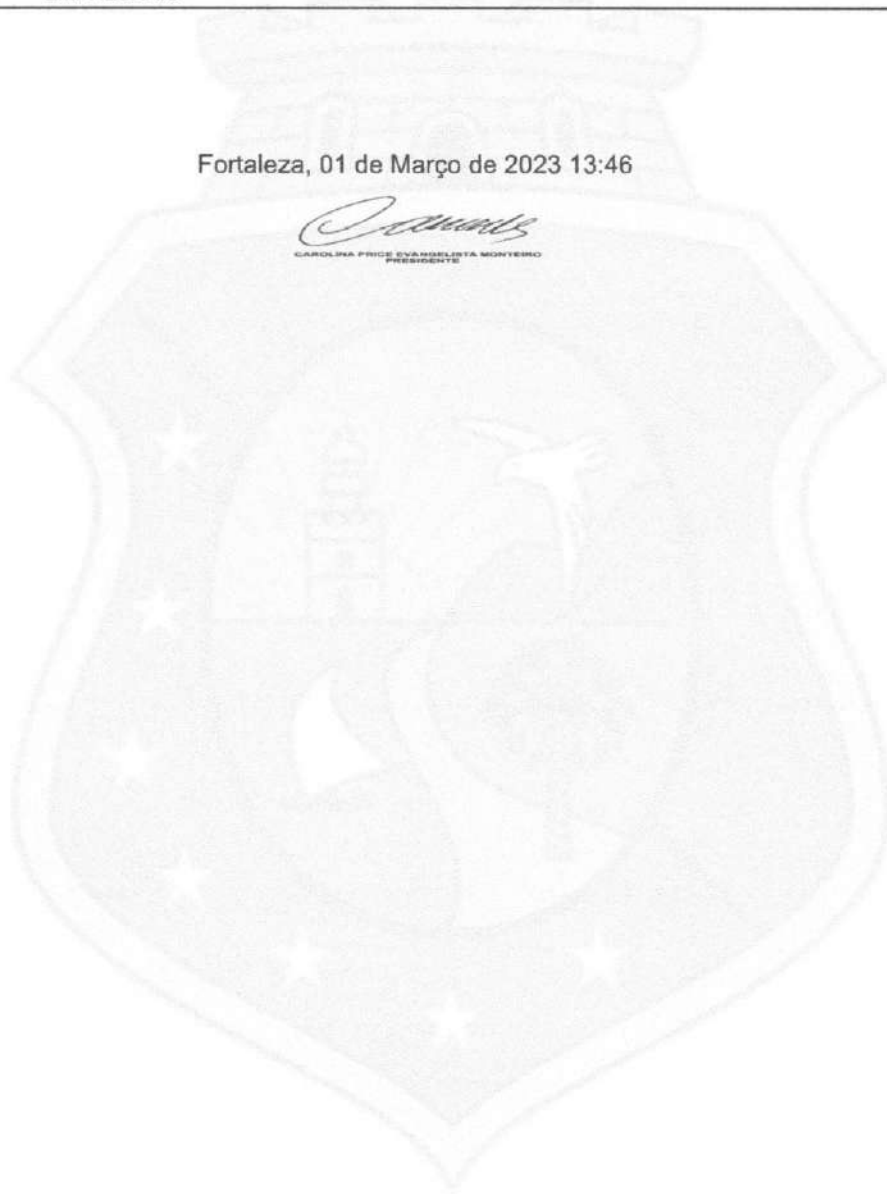 Fortaleza, 01 de Março de 2023 13:46
CAROLINA PRICE EVANGELISTA MONTEIRO
PRESIDENTE